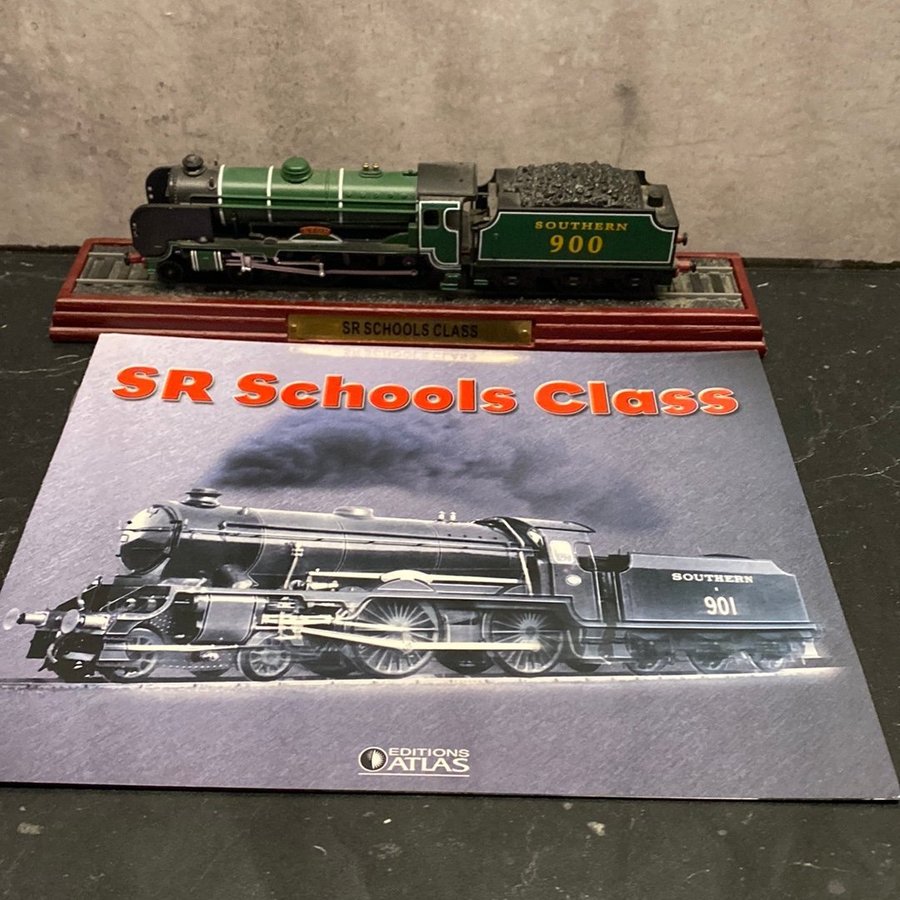 SOUTHERN
900
SR SCHOOLS CLASS
SR Schools Class
SOUTHERN
901
EDITIONS
ATLAS